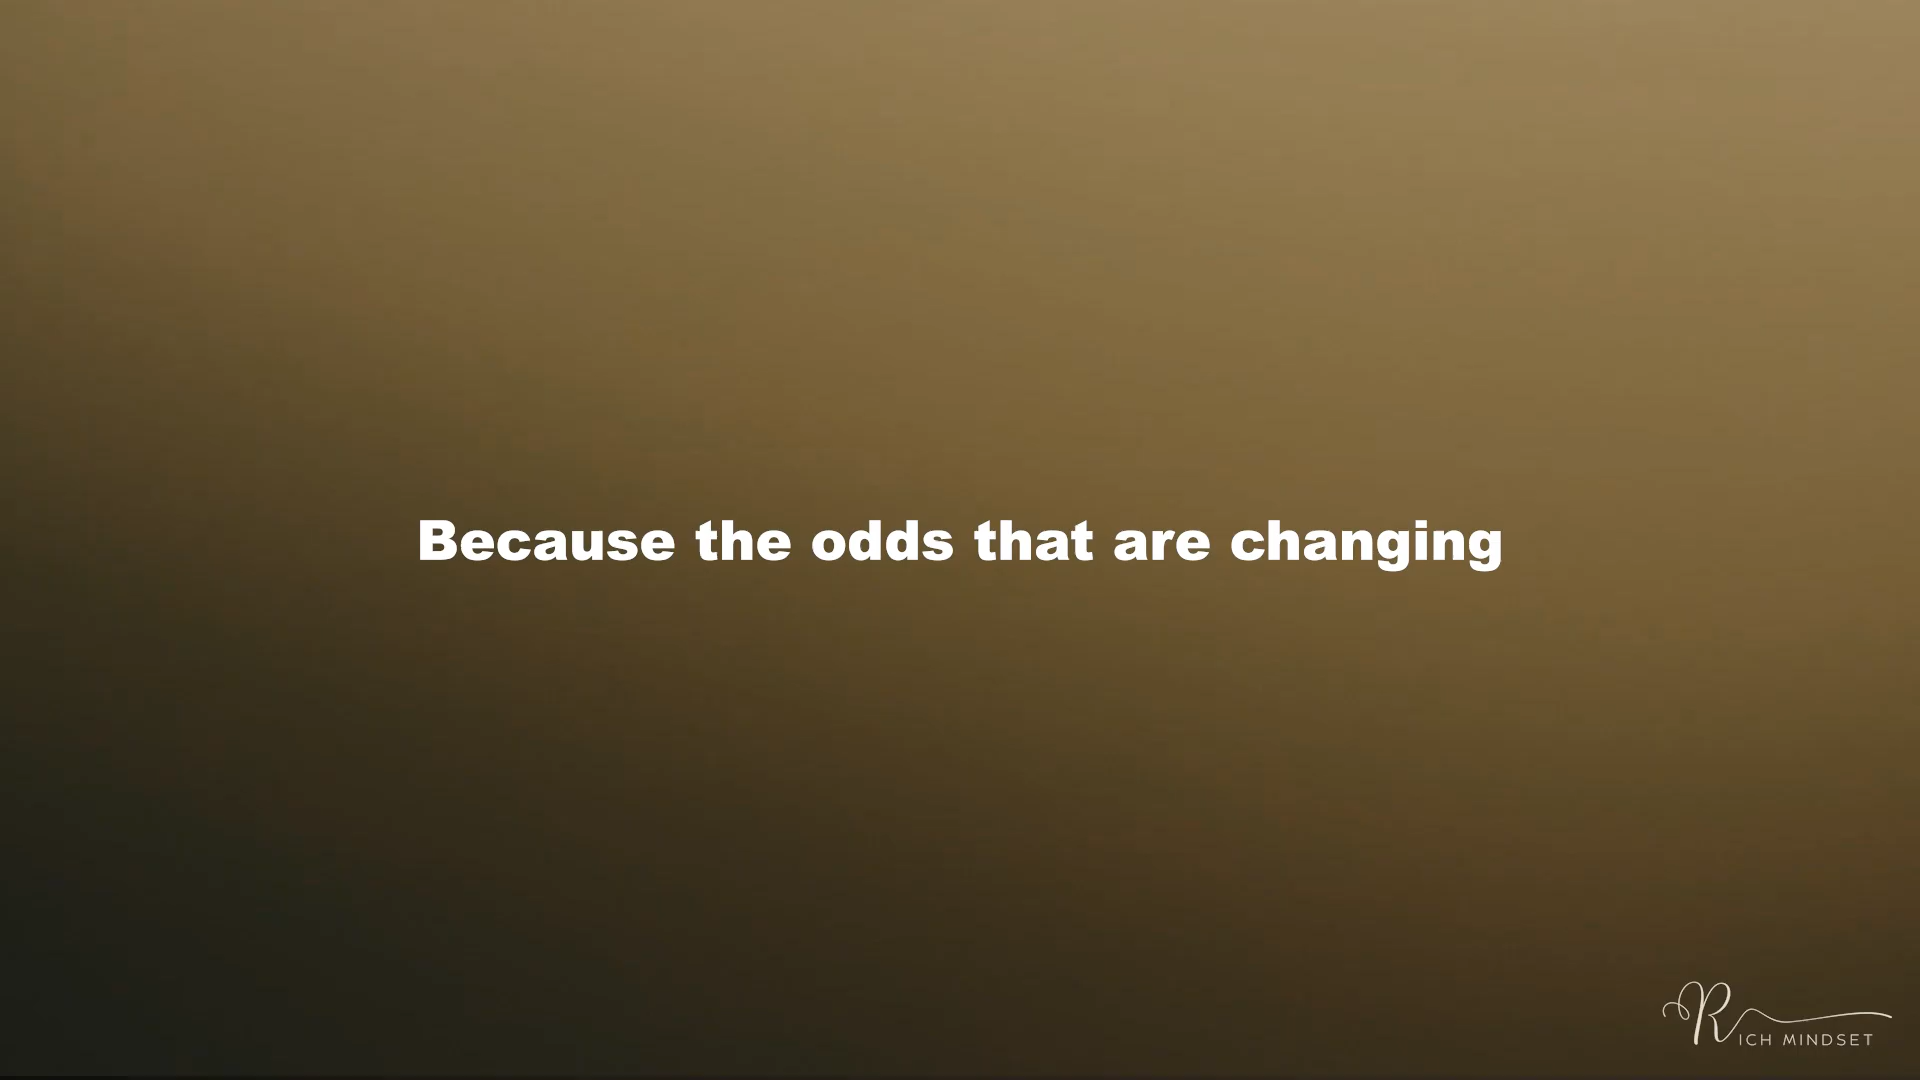 Because the odds that are changing
RICH MINDSET